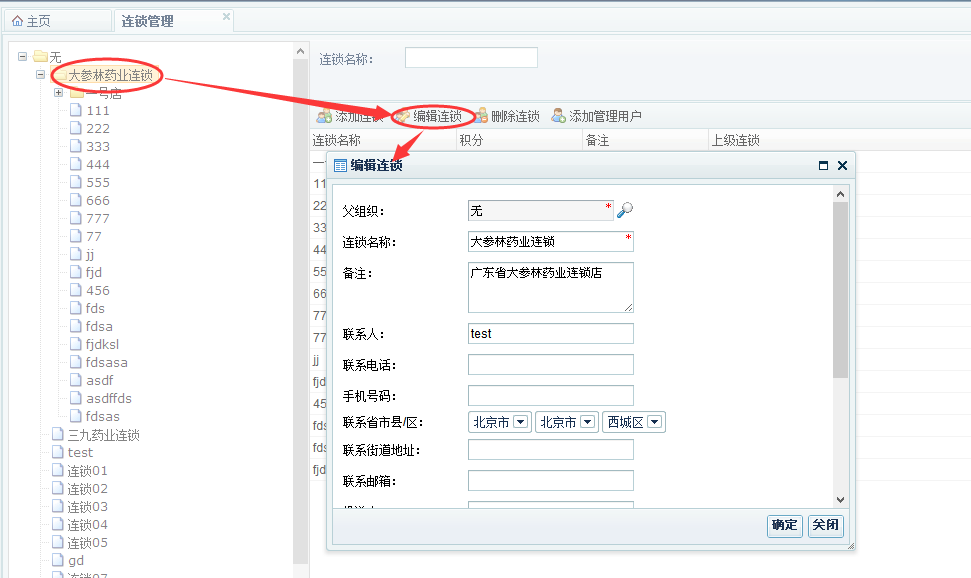 主页
连锁管理
无
大参林药业连锁
一号店
111
222
333
444
555
666
777
77
jj
fjd
456
fds
fdsa
fjdksl
fdsasa
asdf
asdffds
fdsas
三九药业连锁
test
连锁01
连锁02
连锁03
连锁04
连锁05
gd
连锁07
连锁名称：
添加连锁 编辑连锁 删除连锁 添加管理用户
连锁名称 积分 备注 上级连锁
一
11
22
33
44
55
66
77
77
jj
fjd
45
fds
fds
fjd
编辑连锁
父组织： 无 *
连锁名称： 大参林药业连锁 *
备注： 广东省大参林药业连锁店
联系人： test
联系电话：
手机号码：
联系省市县/区： 北京市 北京市 西城区
联系街道地址：
联系邮箱：
确定 关闭